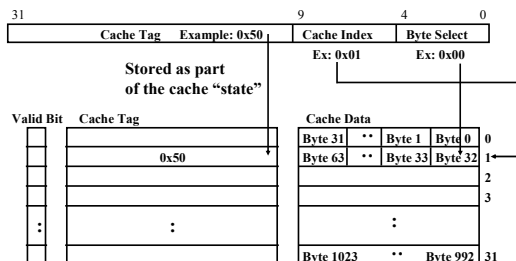 31 9 4 0
Cache Tag Example: 0x50 Cache Index Byte Select
Ex: 0x01 Ex: 0x00
Stored as part
of the cache “state”
Valid Bit Cache Tag Cache Data
Byte 31 ·· Byte 1 Byte 0 0
0x50 Byte 63 ·· Byte 33 Byte 32 1
2
3
: : :
Byte 1023 ·· Byte 992 31